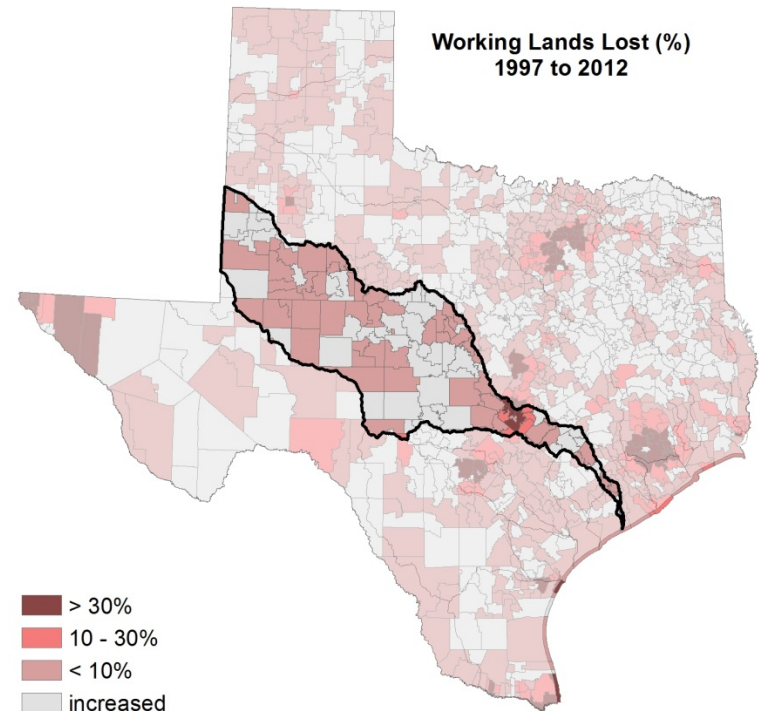 Working Lands Lost (%)
1997 to 2012
> 30%
10 - 30%
< 10%
increased